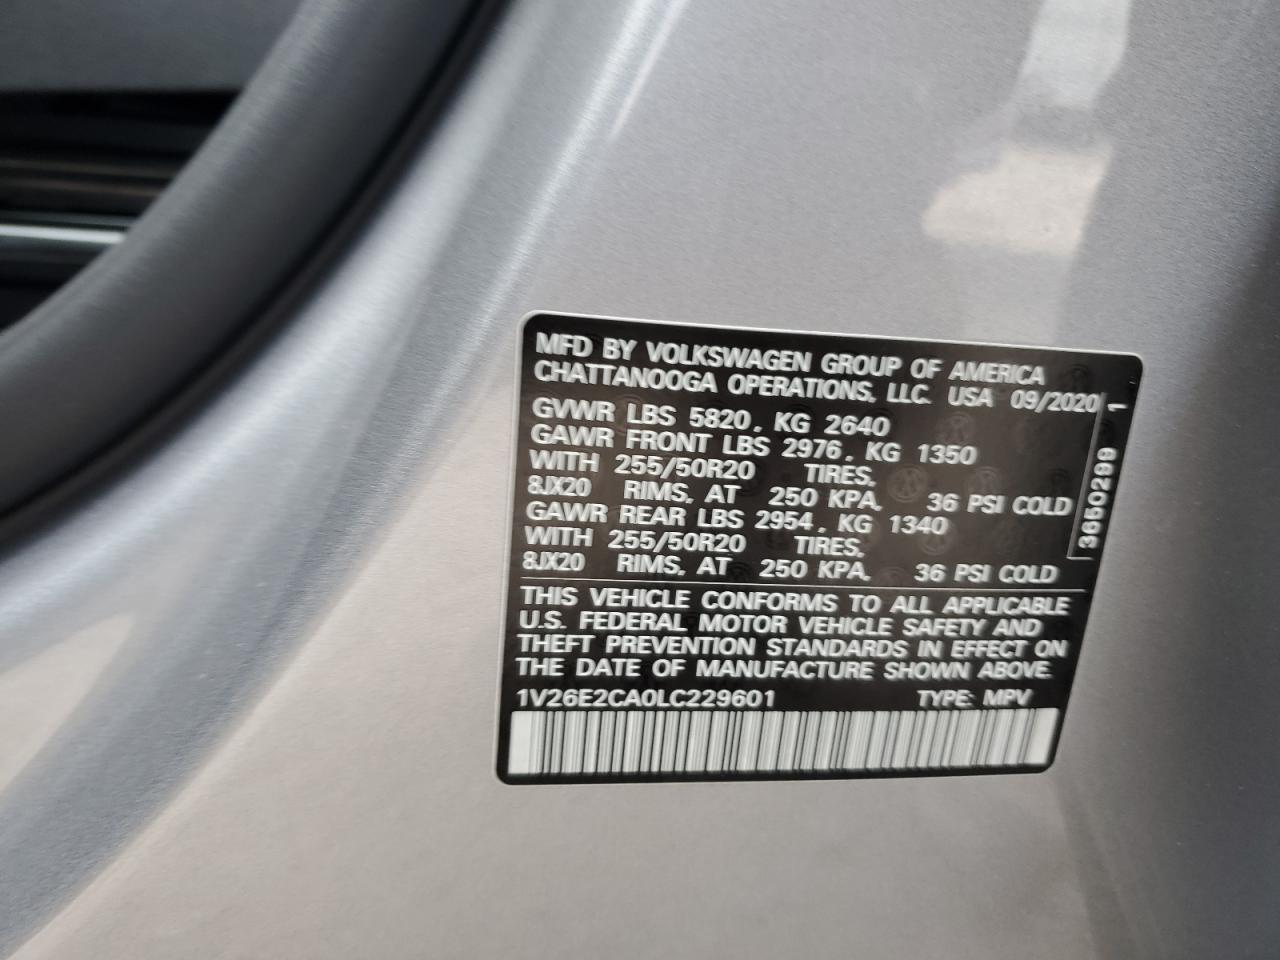 MFD BY VOLKSWAGEN GROUP OF AMERICA
CHATTANOOGA OPERATIONS, LLC. USA 09/2020
GVWR LBS 5820, KG 2640
GAWR FRONT LBS 2976, KG 1350
WITH 255/50R20 TIRES,
8JX20 RIMS, AT 250 KPA, 36 PSI COLD
GAWR REAR LBS 2954, KG 1340
WITH 255/50R20 TIRES,
8JX20 RIMS, AT 250 KPA, 36 PSI COLD
3650299 1
THIS VEHICLE CONFORMS TO ALL APPLICABLE
U.S. FEDERAL MOTOR VEHICLE SAFETY AND
THEFT PREVENTION STANDARDS IN EFFECT ON
THE DATE OF MANUFACTURE SHOWN ABOVE.
1V26E2CA0LC229601 TYPE: MPV